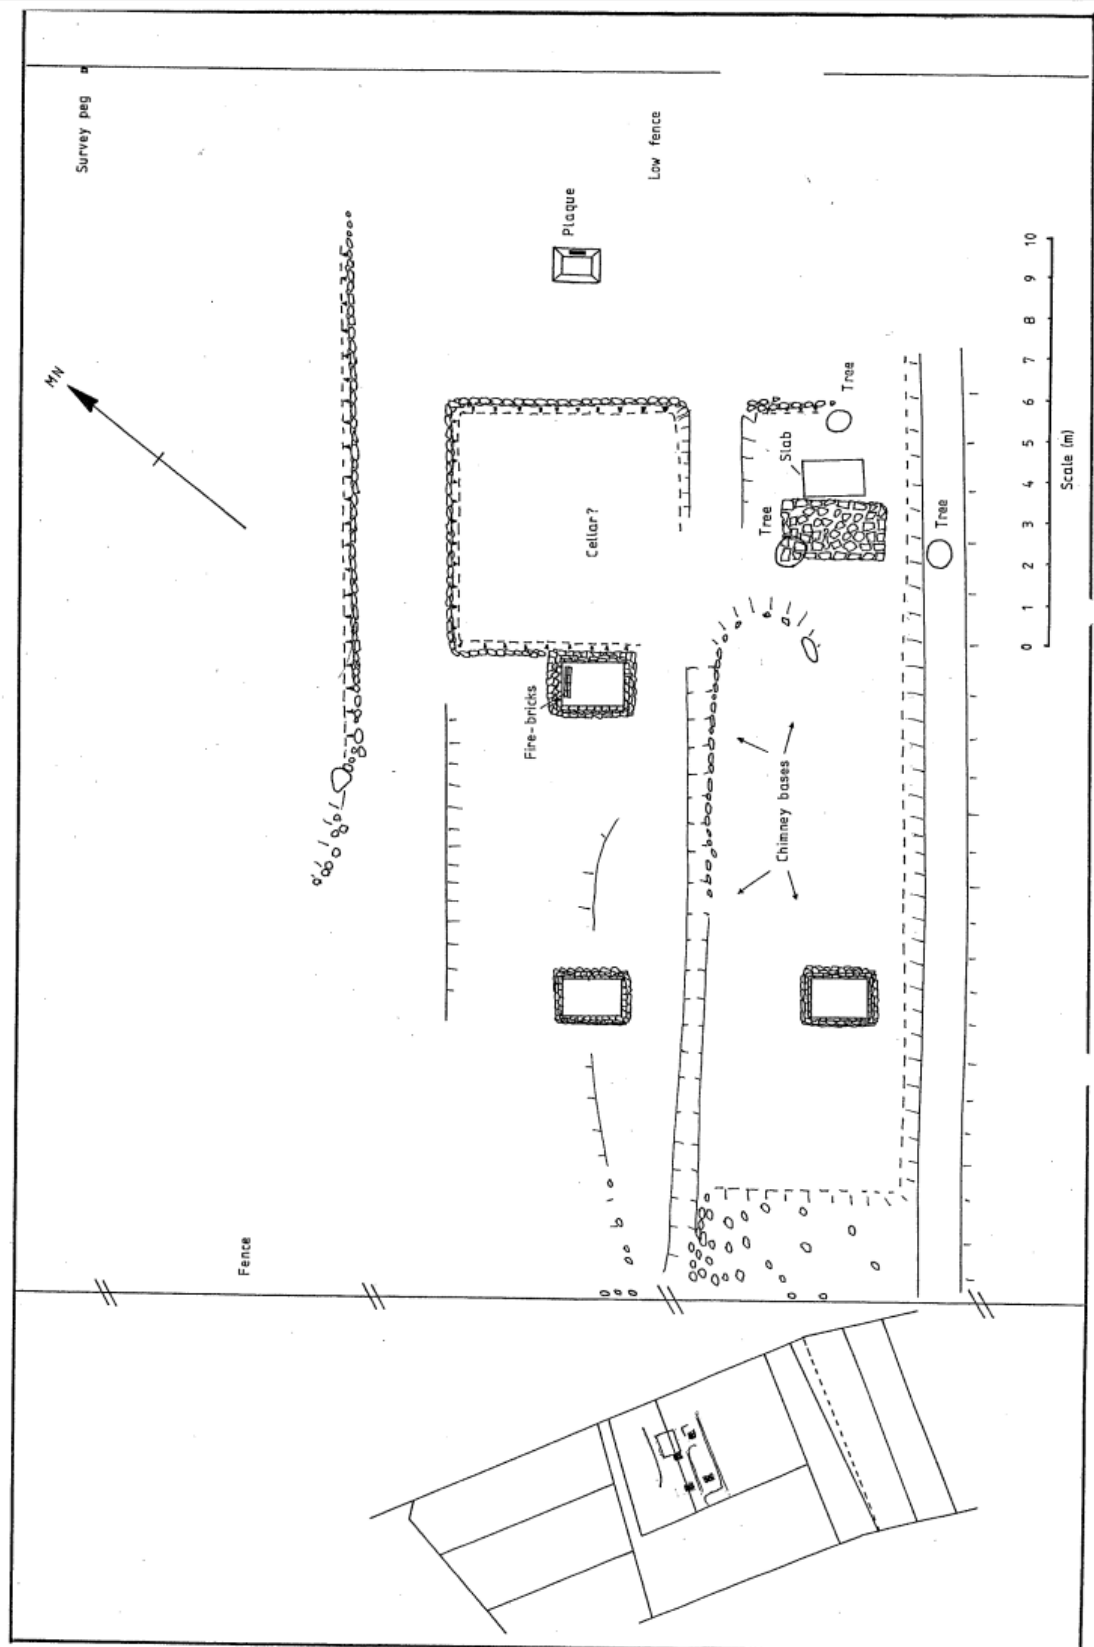 Survey peg
Low fence
Plaque
MN
Tree
Slab
Tree
Tree
Cellar?
Fire-bricks
Chimney bases
Fence
0 1 2 3 4 5 6 7 8 9 10
Scale (m)